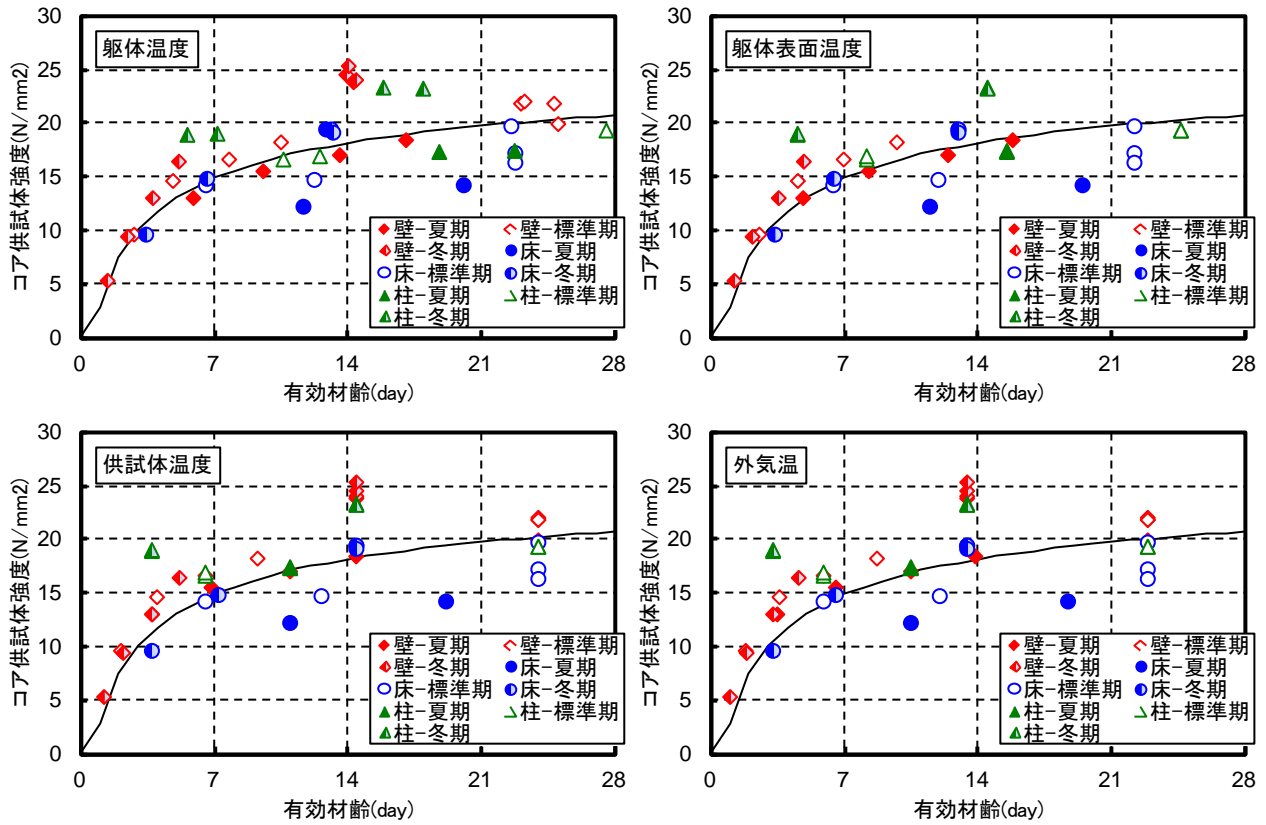 躯体温度
コア供試体強度(N/mm2)
30
25
20
15
10
5
0
0 7 14 21 28
有効材齢(day)
壁-夏期 壁-標準期
壁-冬期 床-夏期
床-標準期 床-冬期
柱-夏期 柱-標準期
柱-冬期
躯体表面温度
コア供試体強度(N/mm2)
30
25
20
15
10
5
0
0 7 14 21 28
有効材齢(day)
壁-夏期 壁-標準期
壁-冬期 床-夏期
床-標準期 床-冬期
柱-夏期 柱-標準期
柱-冬期
供試体温度
コア供試体強度(N/mm2)
30
25
20
15
10
5
0
0 7 14 21 28
有効材齢(day)
壁-夏期 壁-標準期
壁-冬期 床-夏期
床-標準期 床-冬期
柱-夏期 柱-標準期
柱-冬期
外気温
コア供試体強度(N/mm2)
30
25
20
15
10
5
0
0 7 14 21 28
有効材齢(day)
壁-夏期 壁-標準期
壁-冬期 床-夏期
床-標準期 床-冬期
柱-夏期 柱-標準期
柱-冬期